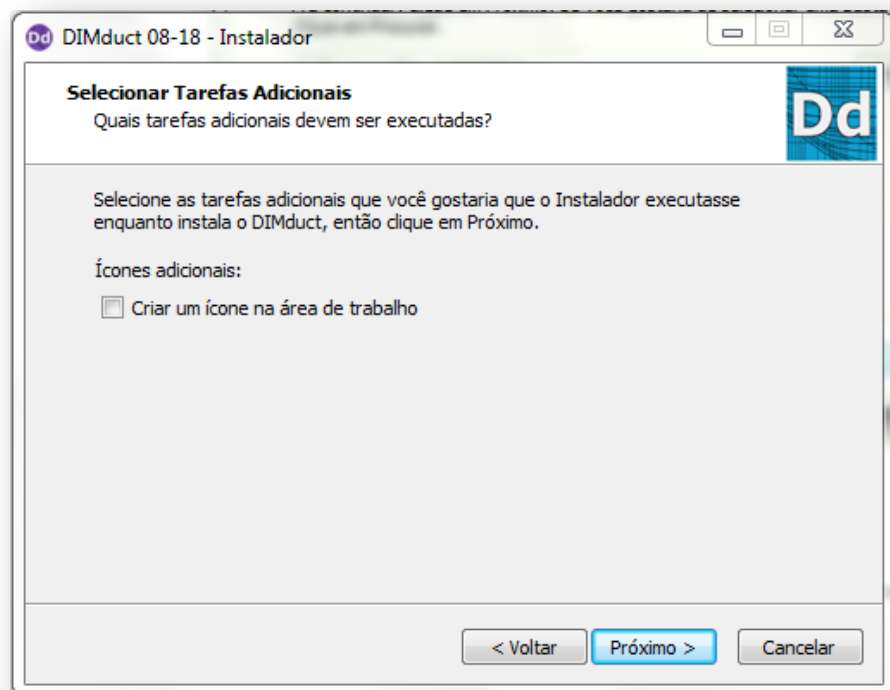 Dd DIMduct 08-18 - Instalador
Selecionar Tarefas Adicionais
Quais tarefas adicionais devem ser executadas?
Dd
Selecione as tarefas adicionais que você gostaria que o Instalador executasse
enquanto instala o DIMduct, então clique em Próximo.
Ícones adicionais:
Criar um ícone na área de trabalho
< Voltar
Próximo >
Cancelar